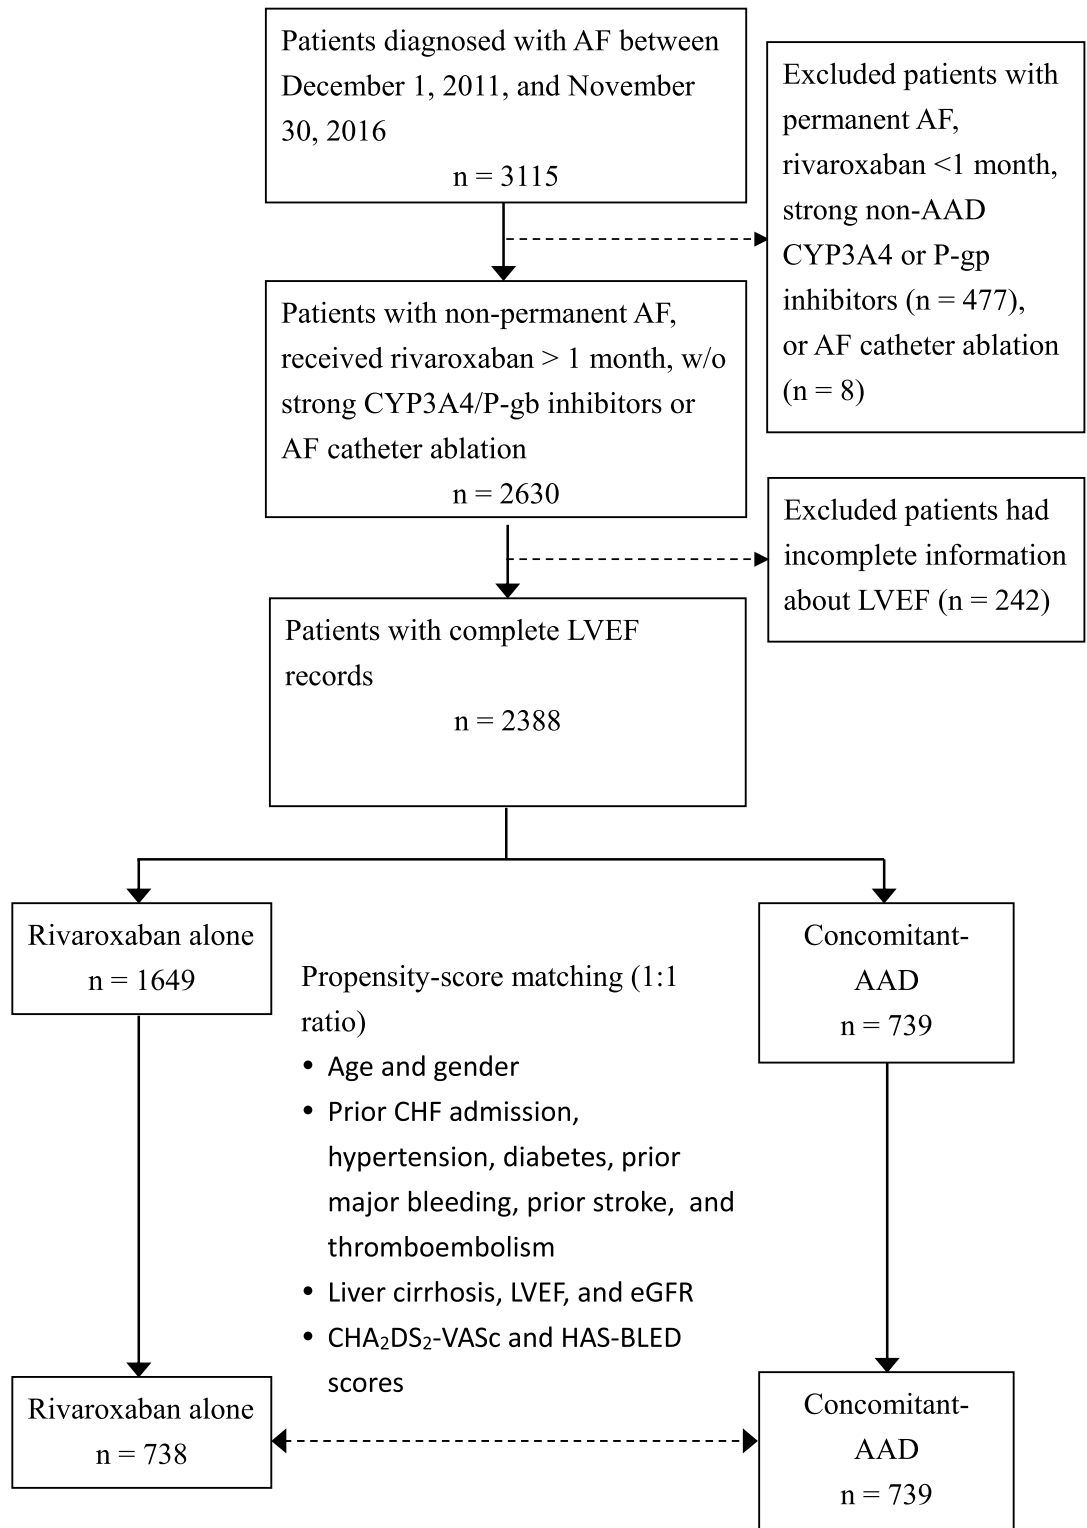 Patients diagnosed with AF between
December 1, 2011, and November
30, 2016
n = 3115
Excluded patients with
permanent AF,
rivaroxaban <1 month,
strong non-AAD
CYP3A4 or P-gp
inhibitors (n = 477),
or AF catheter ablation
(n = 8)
Patients with non-permanent AF,
received rivaroxaban > 1 month, w/o
strong CYP3A4/P-gb inhibitors or
AF catheter ablation
n = 2630
Excluded patients had
incomplete information
about LVEF (n = 242)
Patients with complete LVEF
records
n = 2388
Rivaroxaban alone
n = 1649
Concomitant-
AAD
n = 739
Propensity-score matching (1:1
ratio)
• Age and gender
• Prior CHF admission,
hypertension, diabetes, prior
major bleeding, prior stroke, and
thromboembolism
• Liver cirrhosis, LVEF, and eGFR
• CHA₂DS₂-VASc and HAS-BLED
scores
Rivaroxaban alone
n = 738
Concomitant-
AAD
n = 739